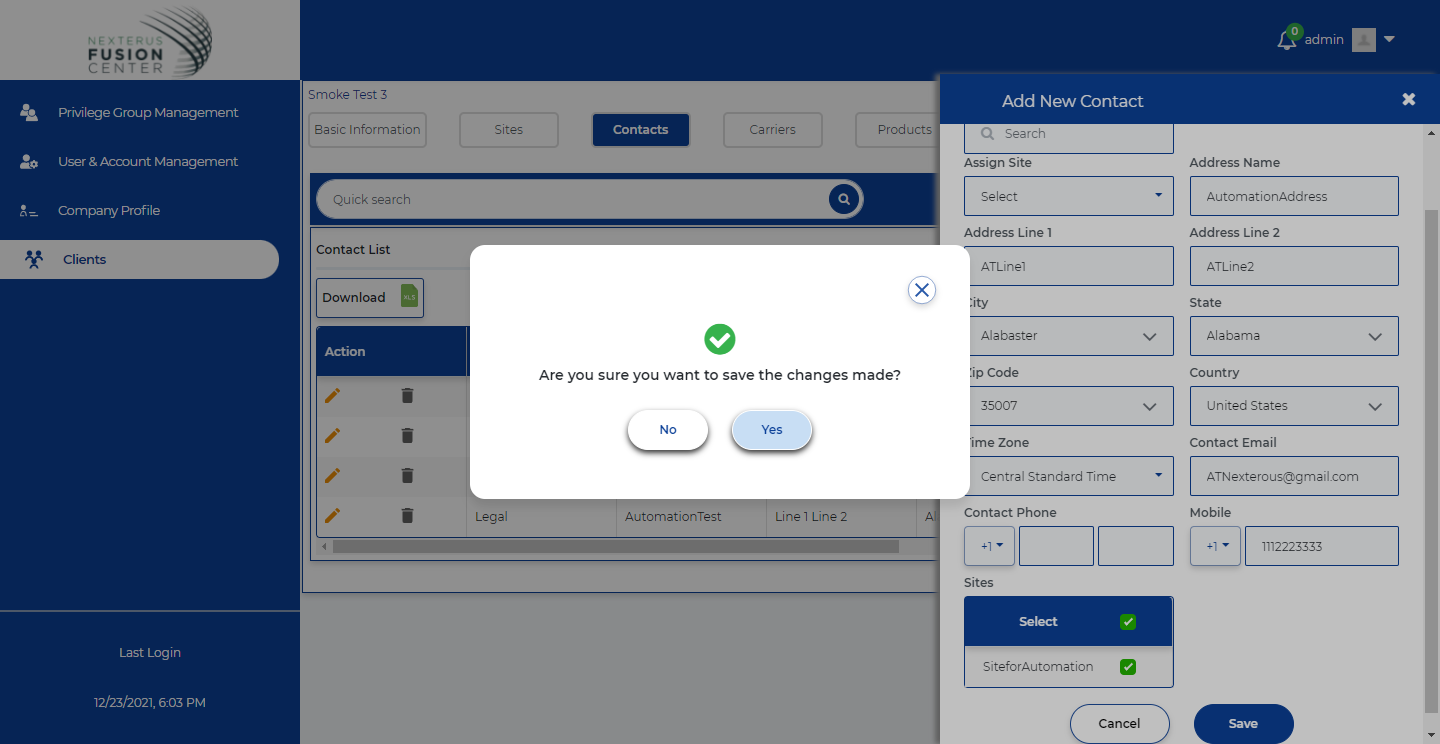 NEXTERUS
FUSION
CENTER
0
admin
Privilege Group Management
User & Account Management
Company Profile
Clients
Last Login
12/23/2021, 6:03 PM
Smoke Test 3
Basic Information
Sites
Contacts
Carriers
Products
Quick search
Contact List
Download
XLS
Action
Legal
AutomationTest
Line 1 Line 2
Are you sure you want to save the changes made?
No
Yes
Add New Contact
Search
Assign Site
Address Name
Select
AutomationAddress
Address Line 1
Address Line 2
ATLine1
ATLine2
City
State
Alabaster
Alabama
Zip Code
Country
35007
United States
Time Zone
Contact Email
Central Standard Time
ATNexterous@gmail.com
Contact Phone
Mobile
+1
+1
1112223333
Sites
Select
SiteforAutomation
Cancel
Save